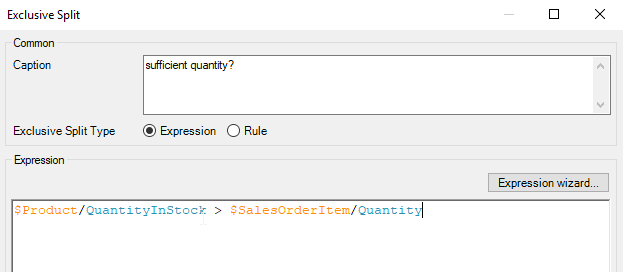 Exclusive Split
Common
Caption
sufficient quantity?
Exclusive Split Type
Expression
Rule
Expression
Expression wizard...
$Product/QuantityInStock > $SalesOrderItem/Quantity